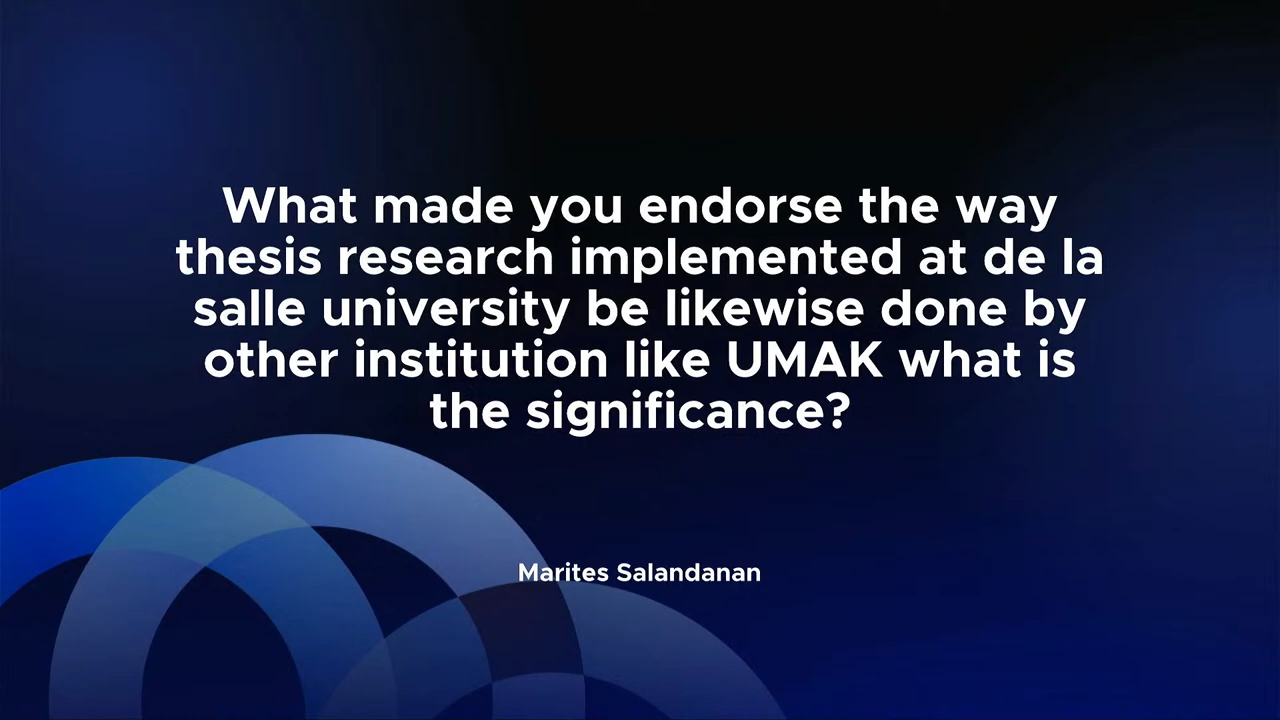 What made you endorse the way
thesis research implemented at de la
salle university be likewise done by
other institution like UMAK what is
the significance?
Marites Salandanan